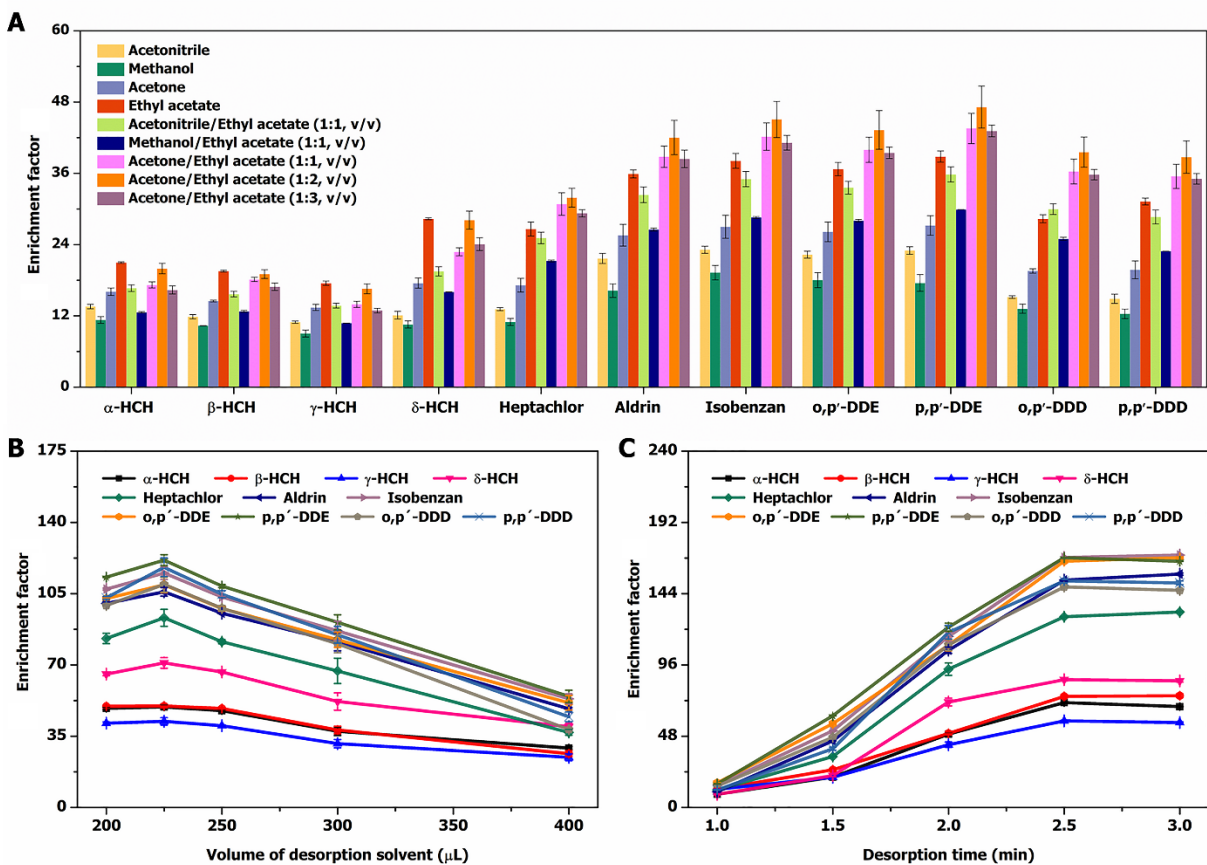 A
60
48
36
24
12
0
Enrichment factor
Acetonitrile
Methanol
Acetone
Ethyl acetate
Acetonitrile/Ethyl acetate (1:1, v/v)
Methanol/Ethyl acetate (1:1, v/v)
Acetone/Ethyl acetate (1:1, v/v)
Acetone/Ethyl acetate (1:2, v/v)
Acetone/Ethyl acetate (1:3, v/v)
α-HCH β-HCH γ-HCH δ-HCH Heptachlor Aldrin Isobenzan o,p′-DDE p,p′-DDE o,p′-DDD p,p′-DDD
B
175
140
105
70
35
0
Enrichment factor
α-HCH β-HCH γ-HCH δ-HCH
Heptachlor Aldrin Isobenzan
o,p´-DDE p,p´-DDE o,p´-DDD p,p´-DDD
200 250 300 350 400
Volume of desorption solvent (μL)
C
240
192
144
96
48
0
Enrichment factor
α-HCH β-HCH γ-HCH δ-HCH
Heptachlor Aldrin Isobenzan
o,p´-DDE p,p´-DDE o,p´-DDD p,p´-DDD
1.0 1.5 2.0 2.5 3.0
Desorption time (min)